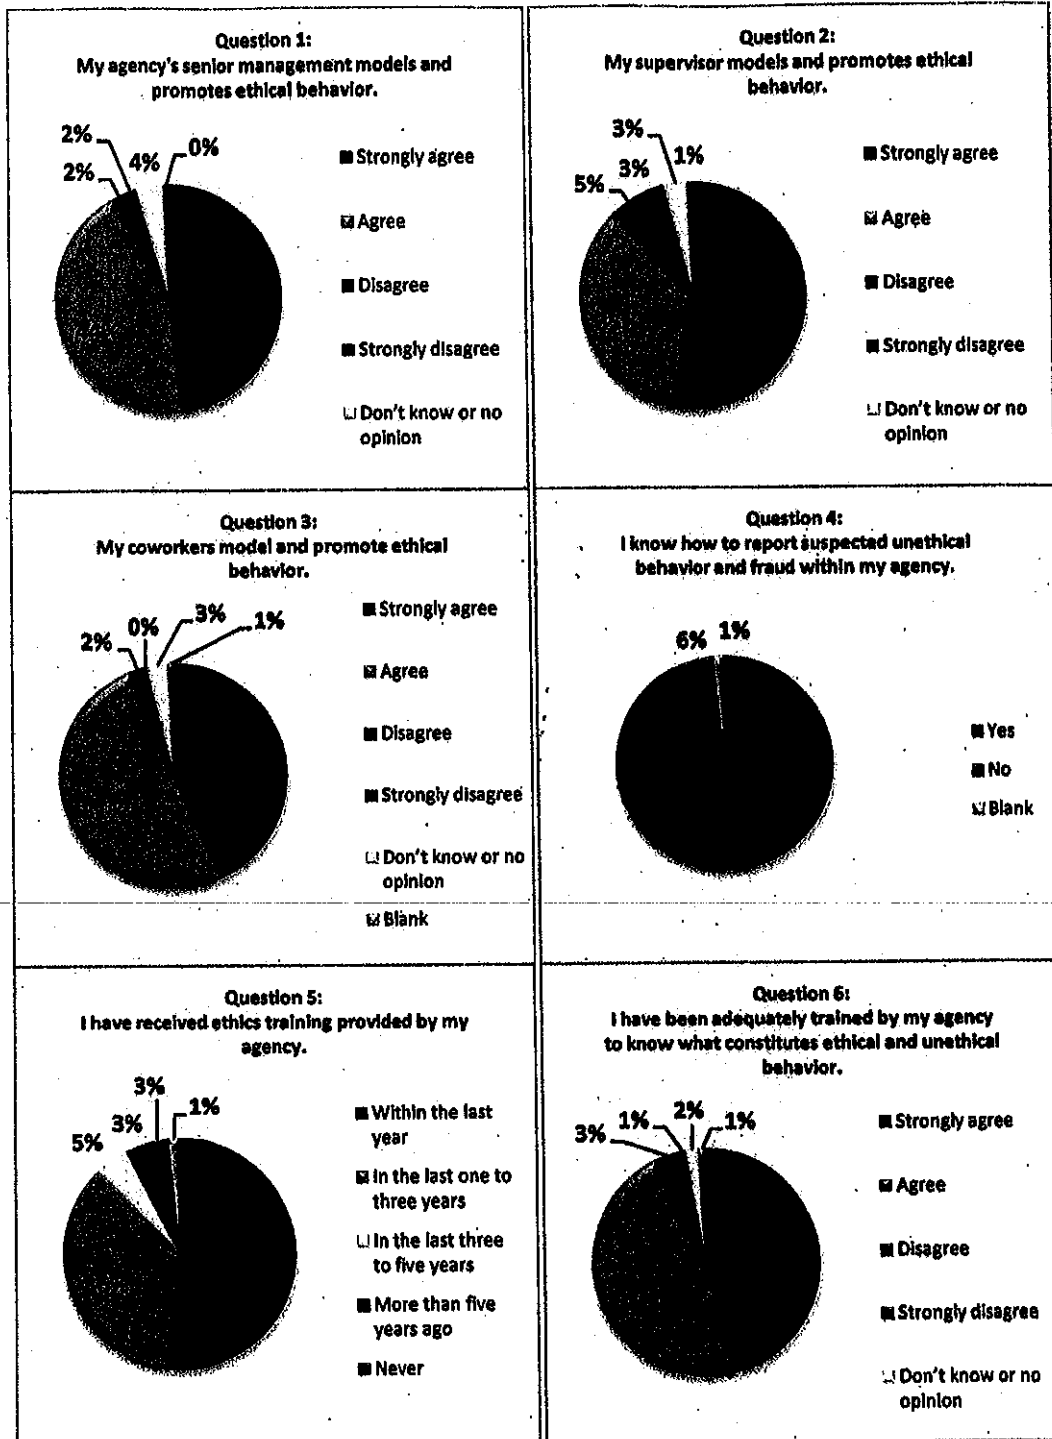 Question 1:
My agency's senior management models and
promotes ethical behavior.
2%
2%
4%
0%
Strongly agree
Agree
Disagree
Strongly disagree
Don't know or no
opinion
Question 2:
My supervisor models and promotes ethical
behavior.
3%
5%
3%
1%
Strongly agree
Agree
Disagree
Strongly disagree
Don't know or no
opinion
Question 3:
My coworkers model and promote ethical
behavior.
2%
0%
3%
1%
Strongly agree
Agree
Disagree
Strongly disagree
Don't know or no
opinion
Blank
Question 4:
I know how to report suspected unethical
behavior and fraud within my agency.
6%
1%
Yes
No
Blank
Question 5:
I have received ethics training provided by my
agency.
5%
3%
3%
1%
Within the last
year
In the last one to
three years
In the last three
to five years
More than five
years ago
Never
Question 6:
I have been adequately trained by my agency
to know what constitutes ethical and unethical
behavior.
3%
1%
2%
1%
Strongly agree
Agree
Disagree
Strongly disagree
Don't know or no
opinion